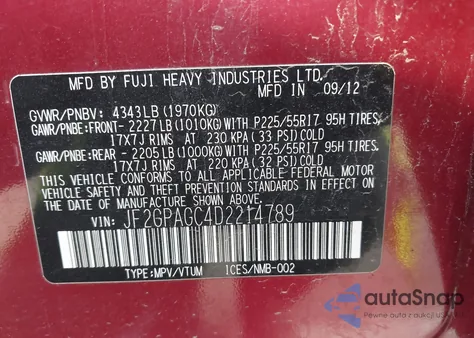 MFD BY FUJI HEAVY INDUSTRIES LTD.
MFD IN 09/12
GVWR/PNBV: 4343LB (1970KG)
GAWR/PNBE: FRONT- 2227LB (1010KG) WITH P225/55R17 95H TIRES,
17X7J RIMS AT 230 KPA (33 PSI) COLD
GAWR/PNBE: REAR - 2205LB (1000KG) WITH P225/55R17 95H TIRES,
17X7J RIMS AT 220 KPA (32 PSI) COLD
THIS VEHICLE CONFORMS TO ALL APPLICABLE FEDERAL MOTOR
VEHICLE SAFETY AND THEFT PREVENTION STANDARDS IN
EFFECT ON THE DATE OF MANUFACTURE SHOWN ABOVE.
VIN: JF2GPAGC4D2214789
TYPE:MPV/VTUM ICES/NMB-002
autoSnap
Pewne auto z aukcji